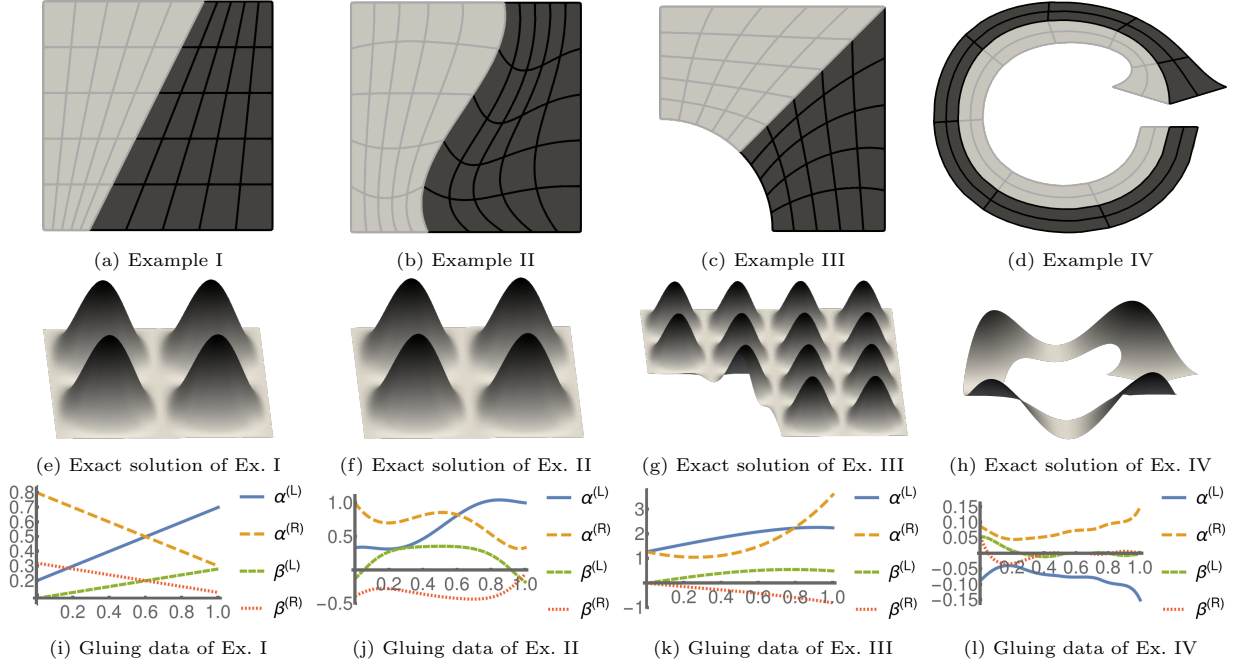 (a) Example I (b) Example II (c) Example III (d) Example IV
(e) Exact solution of Ex. I (f) Exact solution of Ex. II (g) Exact solution of Ex. III (h) Exact solution of Ex. IV
0.8
0.7
0.6
0.5
0.4
0.3
0.2
0.2 0.4 0.6 0.8 1.0
α(L)
α(R)
β(L)
β(R)
1.0
0.5
-0.5
0.2 0.4 0.6 0.8 1.0
α(L)
α(R)
β(L)
β(R)
3
2
1
-1
0.2 0.4 0.6 0.8 1.0
α(L)
α(R)
β(L)
β(R)
0.15
0.10
0.05
-0.05
-0.10
-0.15
0.2 0.4 0.6 0.8 1.0
α(L)
α(R)
β(L)
β(R)
(i) Gluing data of Ex. I (j) Gluing data of Ex. II (k) Gluing data of Ex. III (l) Gluing data of Ex. IV